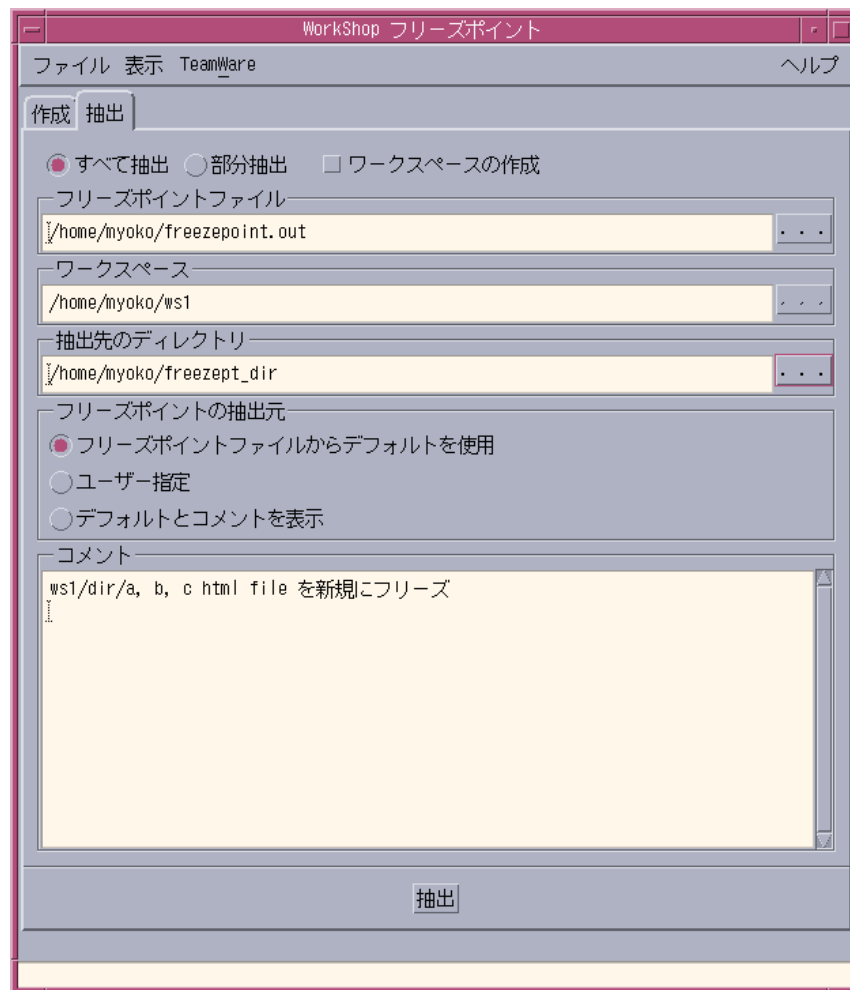 WorkShop フリーズポイント
ファイル 表示 TeamWare ヘルプ
作成 抽出
すべて抽出 部分抽出 ワークスペースの作成
フリーズポイントファイル
/home/myoko/freezepoint.out ...
ワークスペース
/home/myoko/ws1 ...
抽出先のディレクトリ
/home/myoko/freezept_dir ...
フリーズポイントの抽出元
フリーズポイントファイルからデフォルトを使用
ユーザー指定
デフォルトとコメントを表示
コメント
ws1/dir/a, b, c html file を新規にフリーズ
抽出